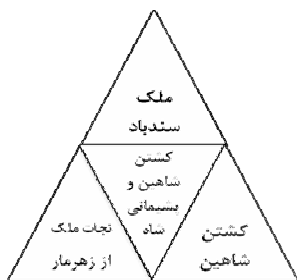 ملک
سندباد
کشتن
شاهین و
پشیمانی
شاه
کشتن
شاهین
نجات ملک
از زهرمار